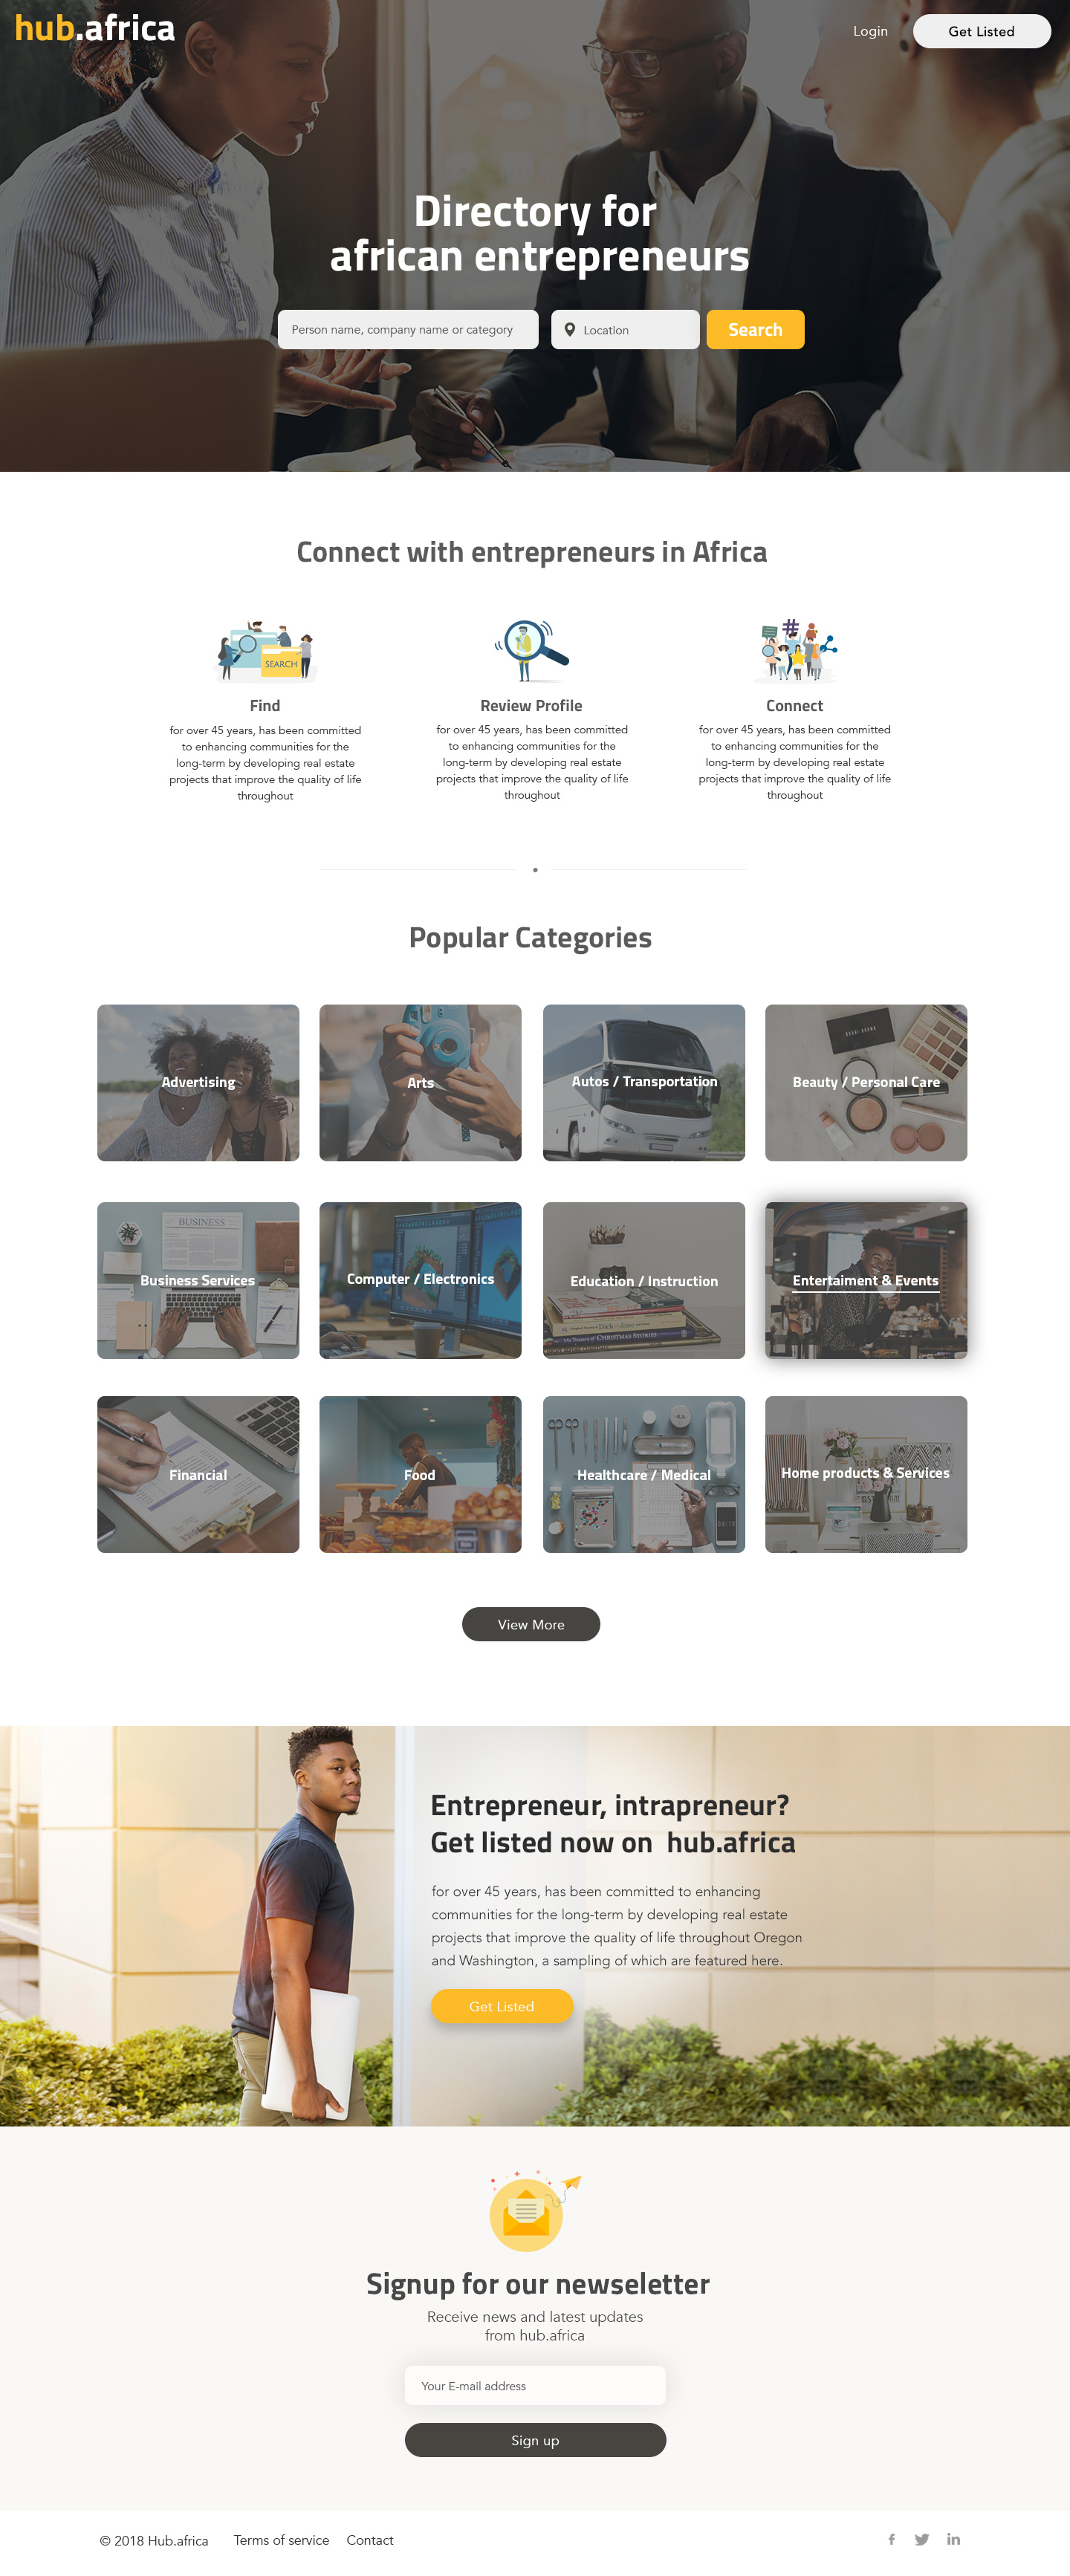 hub.africa
Login
Get Listed
Directory for
african entrepreneurs
Person name, company name or category
Location
Search
Connect with entrepreneurs in Africa
SEARCH
#
Find
for over 45 years, has been committed
to enhancing communities for the
long-term by developing real estate
projects that improve the quality of life
throughout
Review Profile
for over 45 years, has been committed
to enhancing communities for the
long-term by developing real estate
projects that improve the quality of life
throughout
Connect
for over 45 years, has been committed
to enhancing communities for the
long-term by developing real estate
projects that improve the quality of life
throughout
Popular Categories
Advertising
Arts
Autos / Transportation
Beauty / Personal Care
BUSINESS
Business Services
Computer / Electronics
Education / Instruction
CHRISTMAS STORIES
Entertaiment & Events
Financial
Food
Healthcare / Medical
Home products & Services
View More
Entrepreneur, intrapreneur?
Get listed now on  hub.africa
for over 45 years, has been committed to enhancing
communities for the long-term by developing real estate
projects that improve the quality of life throughout Oregon
and Washington, a sampling of which are featured here.
Get Listed
Signup for our newseletter
Receive news and latest updates
from hub.africa
Your E-mail address
Sign up
© 2018 Hub.africa
Terms of service
Contact